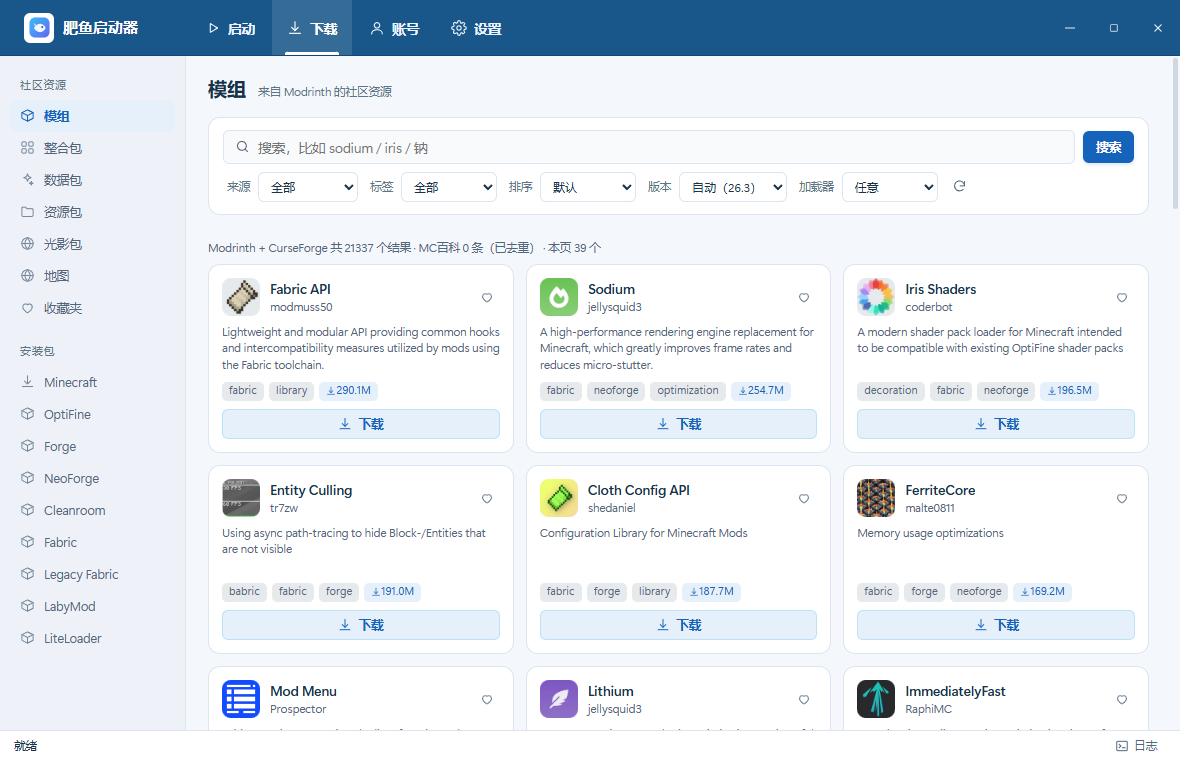 肥鱼启动器
启动
下载
账号
设置
社区资源
模组
整合包
数据包
资源包
光影包
地图
收藏夹
安装包
Minecraft
OptiFine
Forge
NeoForge
Cleanroom
Fabric
Legacy Fabric
LabyMod
LiteLoader
模组 来自 Modrinth 的社区资源
搜索，比如 sodium / iris / 钠
搜索
来源 全部 标签 全部 排序 默认 版本 自动（26.3） 加载器 任意
Modrinth + CurseForge 共 21337 个结果 · MC百科 0 条（已去重） · 本页 39 个
Fabric API
modmuss50
Lightweight and modular API providing common hooks
and intercompatibility measures utilized by mods using
the Fabric toolchain.
fabric library 290.1M
下载
Sodium
jellysquid3
A high-performance rendering engine replacement for
Minecraft, which greatly improves frame rates and
reduces micro-stutter.
fabric neoforge optimization 254.7M
下载
Iris Shaders
coderbot
A modern shader pack loader for Minecraft intended
to be compatible with existing OptiFine shader packs
decoration fabric neoforge 196.5M
下载
Entity Culling
tr7zw
Using async path-tracing to hide Block-/Entities that
are not visible
babric fabric forge 191.0M
下载
Cloth Config API
shedaniel
Configuration Library for Minecraft Mods
fabric forge library 187.7M
下载
FerriteCore
malte0811
Memory usage optimizations
fabric forge neoforge 169.2M
下载
Mod Menu
Prospector
Lithium
jellysquid3
ImmediatelyFast
RaphiMC
就绪
日志